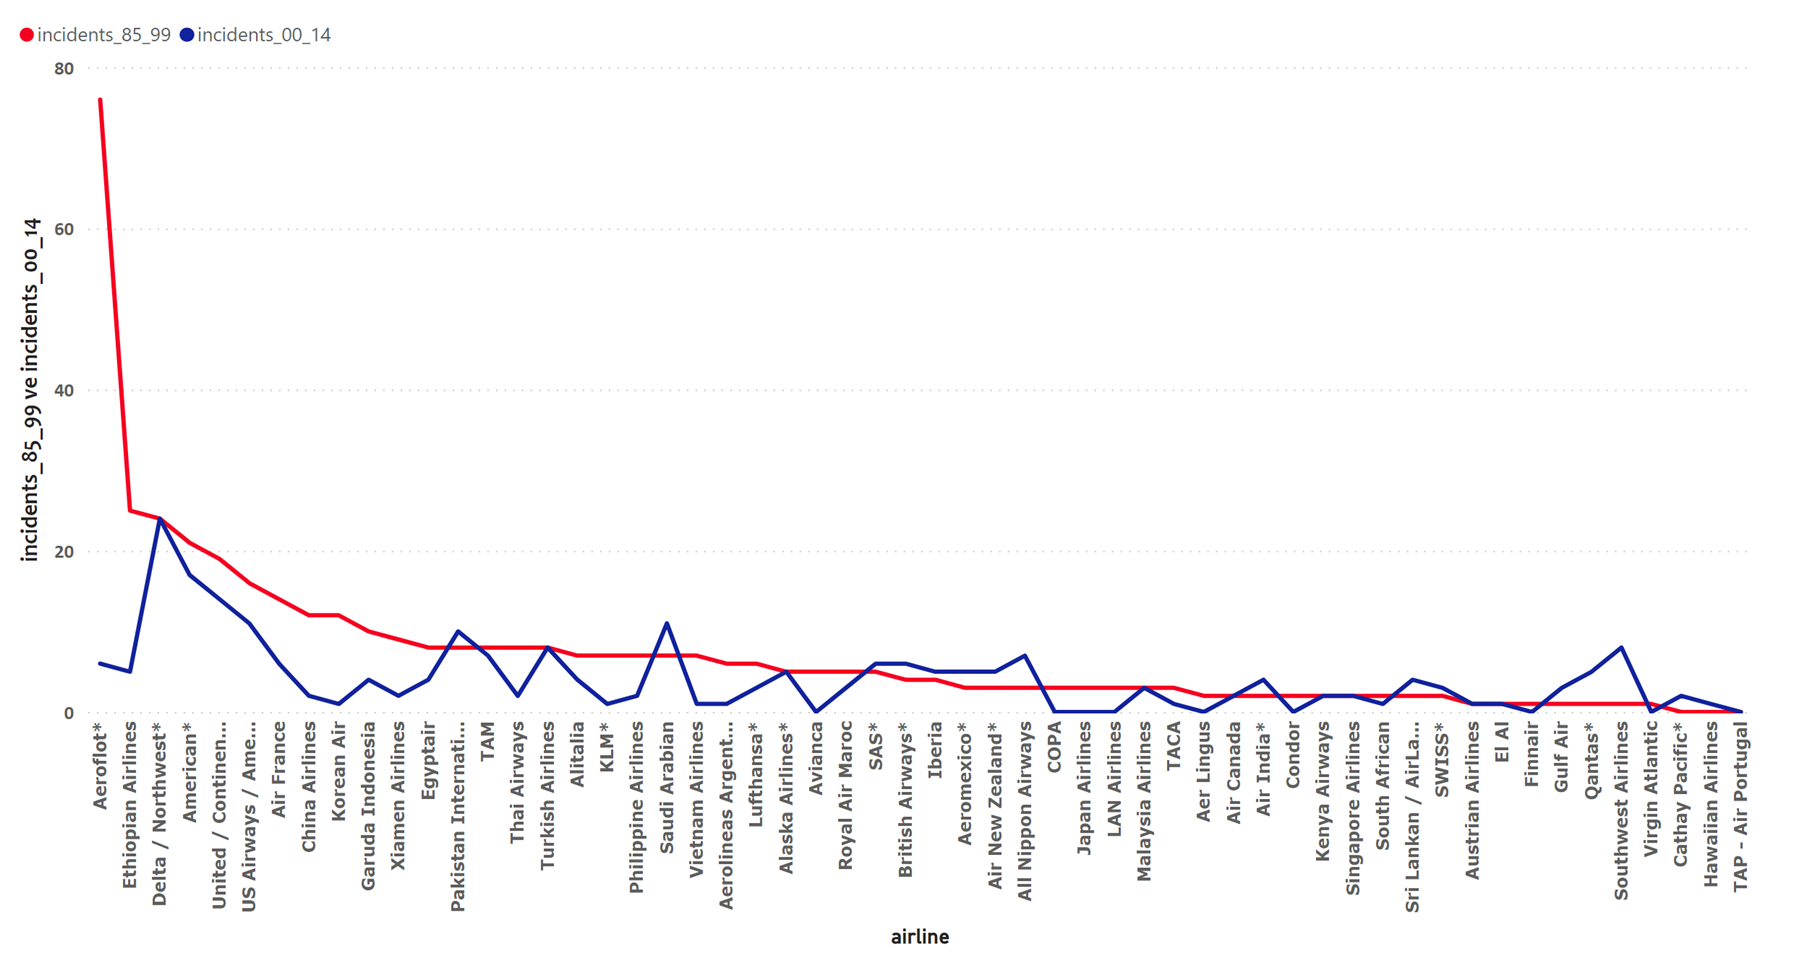 incidents_85_99 incidents_00_14
80
60
40
20
0
incidents_85_99 ve incidents_00_14
Aeroflot*
Ethiopian Airlines
Delta / Northwest*
American*
United / Continen...
US Airways / Ame...
Air France
China Airlines
Korean Air
Garuda Indonesia
Xiamen Airlines
Egyptair
Pakistan Internati...
TAM
Thai Airways
Turkish Airlines
Alitalia
KLM*
Philippine Airlines
Saudi Arabian
Vietnam Airlines
Aerolineas Argent...
Lufthansa*
Alaska Airlines*
Avianca
Royal Air Maroc
SAS*
British Airways*
Iberia
Aeromexico*
Air New Zealand*
All Nippon Airways
COPA
Japan Airlines
LAN Airlines
Malaysia Airlines
TACA
Aer Lingus
Air Canada
Air India*
Condor
Kenya Airways
Singapore Airlines
South African
Sri Lankan / AirLa...
SWISS*
Austrian Airlines
El Al
Finnair
Gulf Air
Qantas*
Southwest Airlines
Virgin Atlantic
Cathay Pacific*
Hawaiian Airlines
TAP - Air Portugal
airline